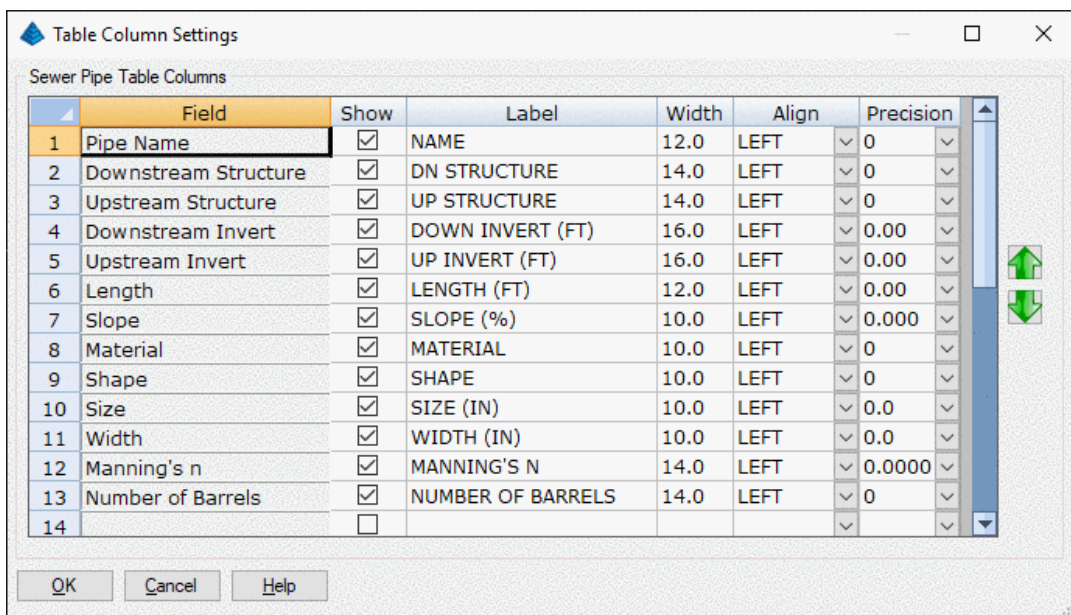 Table Column Settings
Sewer Pipe Table Columns
Field Show Label Width Align Precision
1 Pipe Name NAME 12.0 LEFT 0
2 Downstream Structure DN STRUCTURE 14.0 LEFT 0
3 Upstream Structure UP STRUCTURE 14.0 LEFT 0
4 Downstream Invert DOWN INVERT (FT) 16.0 LEFT 0.00
5 Upstream Invert UP INVERT (FT) 16.0 LEFT 0.00
6 Length LENGTH (FT) 12.0 LEFT 0.00
7 Slope SLOPE (%) 10.0 LEFT 0.000
8 Material MATERIAL 10.0 LEFT 0
9 Shape SHAPE 10.0 LEFT 0
10 Size SIZE (IN) 10.0 LEFT 0.0
11 Width WIDTH (IN) 10.0 LEFT 0.0
12 Manning's n MANNING'S N 14.0 LEFT 0.0000
13 Number of Barrels NUMBER OF BARRELS 14.0 LEFT 0
14
OK Cancel Help